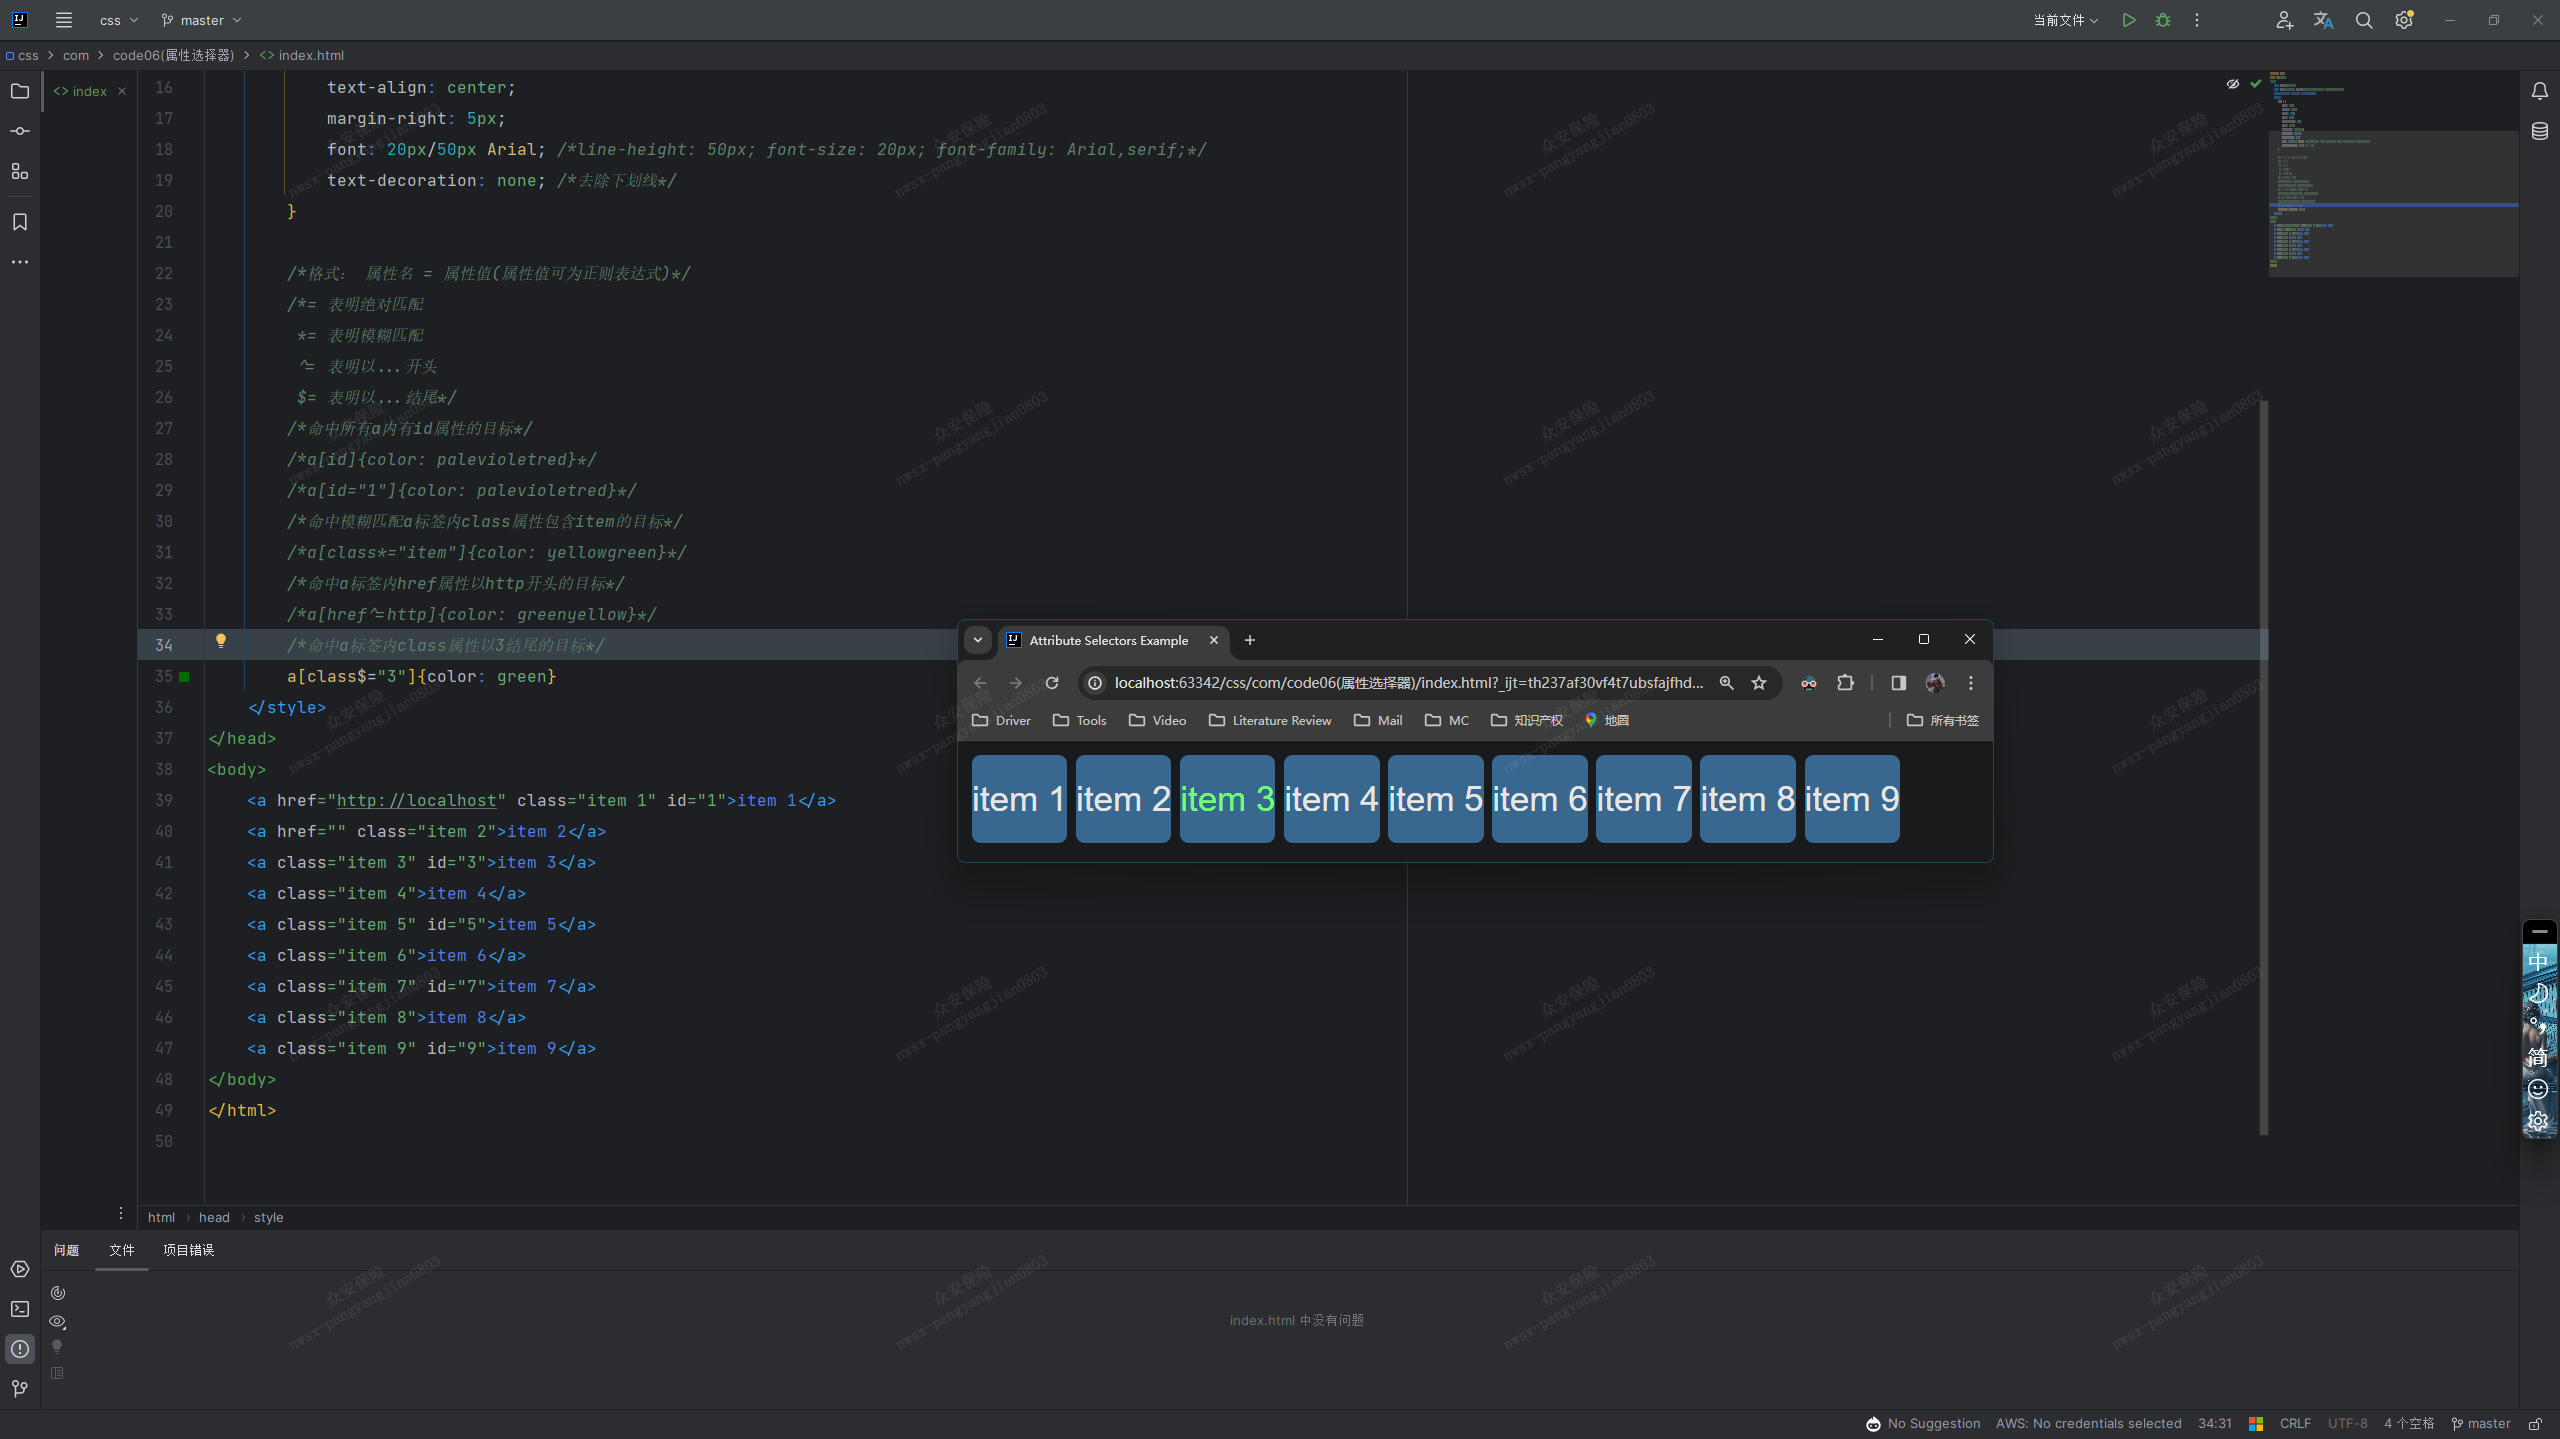 css master 当前文件
css > com > code06(属性选择器) > <> index.html
<> index
16 text-align: center;
17 margin-right: 5px;
18 font: 20px/50px Arial; /*line-height: 50px; font-size: 20px; font-family: Arial,serif;*/
19 text-decoration: none; /*去除下划线*/
20 }
21
22 /*格式： 属性名 = 属性值(属性值可为正则表达式)*/
23 /*= 表明绝对匹配
24 *= 表明模糊匹配
25 ^= 表明以...开头
26 $= 表明以...结尾*/
27 /*命中所有a内有id属性的目标*/
28 /*a[id]{color: palevioletred}*/
29 /*a[id="1"]{color: palevioletred}*/
30 /*命中模糊匹配a标签内class属性包含item的目标*/
31 /*a[class*="item"]{color: yellowgreen}*/
32 /*命中a标签内href属性以http开头的目标*/
33 /*a[href^=http]{color: greenyellow}*/
34 /*命中a标签内class属性以3结尾的目标*/
35 a[class$="3"]{color: green}
36 </style>
37 </head>
38 <body>
39 <a href="http://localhost" class="item 1" id="1">item 1</a>
40 <a href="" class="item 2">item 2</a>
41 <a class="item 3" id="3">item 3</a>
42 <a class="item 4">item 4</a>
43 <a class="item 5" id="5">item 5</a>
44 <a class="item 6">item 6</a>
45 <a class="item 7" id="7">item 7</a>
46 <a class="item 8">item 8</a>
47 <a class="item 9" id="9">item 9</a>
48 </body>
49 </html>
50
Attribute Selectors Example
localhost:63342/css/com/code06(属性选择器)/index.html?_ijt=th237af30vf4t7ubsfajfhd...
Driver Tools Video Literature Review Mail MC 知识产权 地圈 所有书签
item 1 item 2 item 3 item 4 item 5 item 6 item 7 item 8 item 9
中
简
html > head > style
问题 文件 项目错误
index.html 中没有问题
No Suggestion AWS: No credentials selected 34:31 CRLF UTF-8 4 个空格 master
众安保险
nwsx-pangyangjian0803